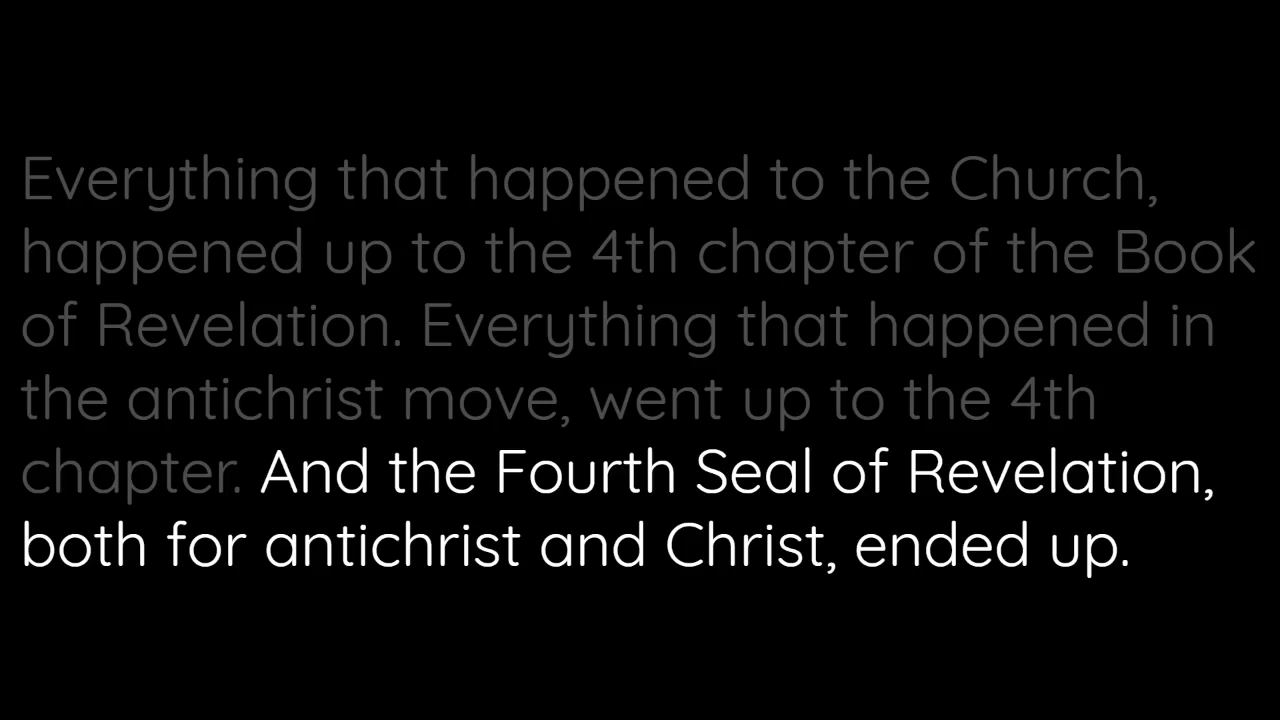 Everything that happened to the Church,
happened up to the 4th chapter of the Book
of Revelation. Everything that happened in
the antichrist move, went up to the 4th
chapter. And the Fourth Seal of Revelation,
both for antichrist and Christ, ended up.